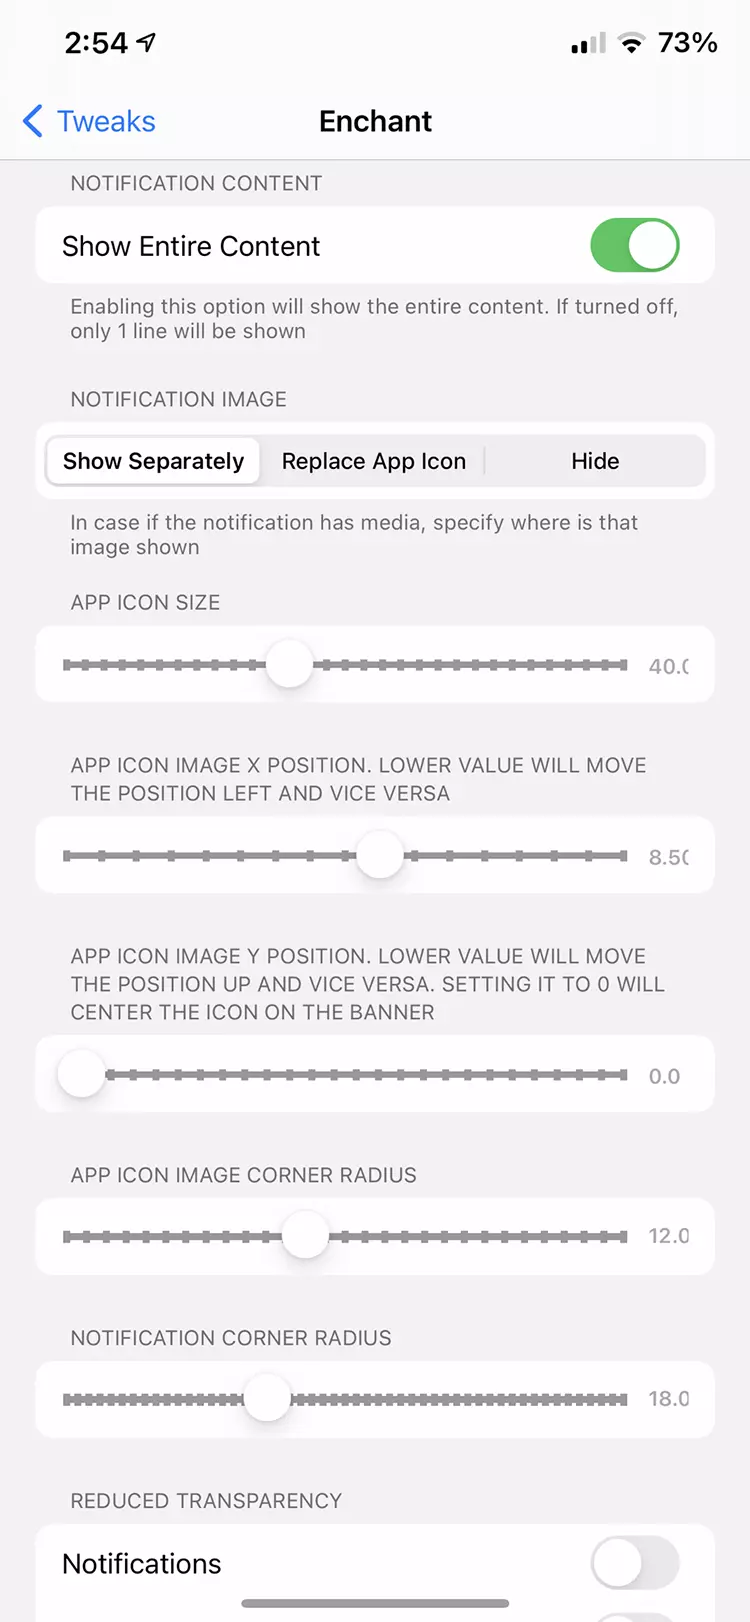 2:54 73%
Tweaks Enchant
NOTIFICATION CONTENT
Show Entire Content
Enabling this option will show the entire content. If turned off,
only 1 line will be shown
NOTIFICATION IMAGE
Show Separately Replace App Icon Hide
In case if the notification has media, specify where is that
image shown
APP ICON SIZE
40.0
APP ICON IMAGE X POSITION. LOWER VALUE WILL MOVE
THE POSITION LEFT AND VICE VERSA
8.50
APP ICON IMAGE Y POSITION. LOWER VALUE WILL MOVE
THE POSITION UP AND VICE VERSA. SETTING IT TO 0 WILL
CENTER THE ICON ON THE BANNER
0.0
APP ICON IMAGE CORNER RADIUS
12.0
NOTIFICATION CORNER RADIUS
18.0
REDUCED TRANSPARENCY
Notifications